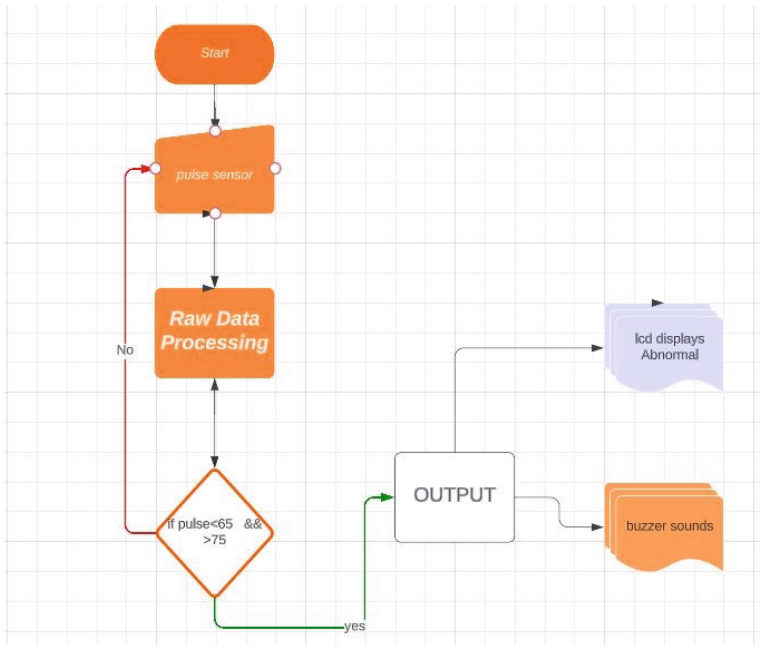 Start
pulse sensor
Raw Data
Processing
No
if pulse<65 &&
>75
yes
OUTPUT
lcd displays
Abnormal
buzzer sounds